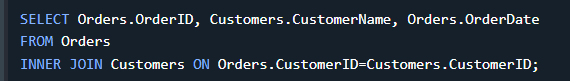 SELECT Orders.OrderID, Customers.CustomerName, Orders.OrderDate
FROM Orders
INNER JOIN Customers ON Orders.CustomerID=Customers.CustomerID;